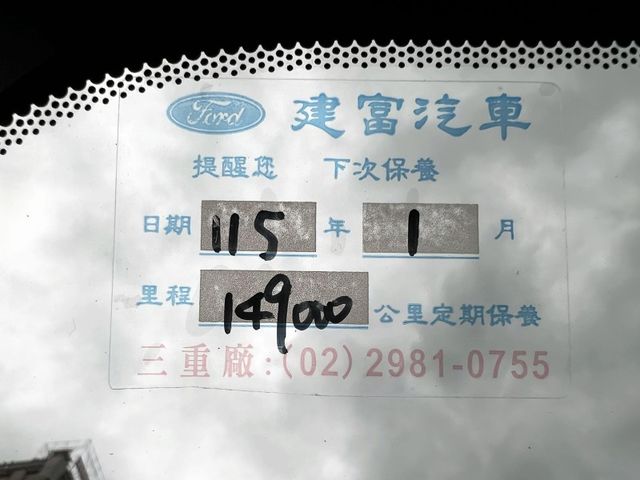 Ford 建富汽車
提醒您 下次保養
日期 115 年 1 月
里程 149000 公里定期保養
三重廠:(02)2981-0755